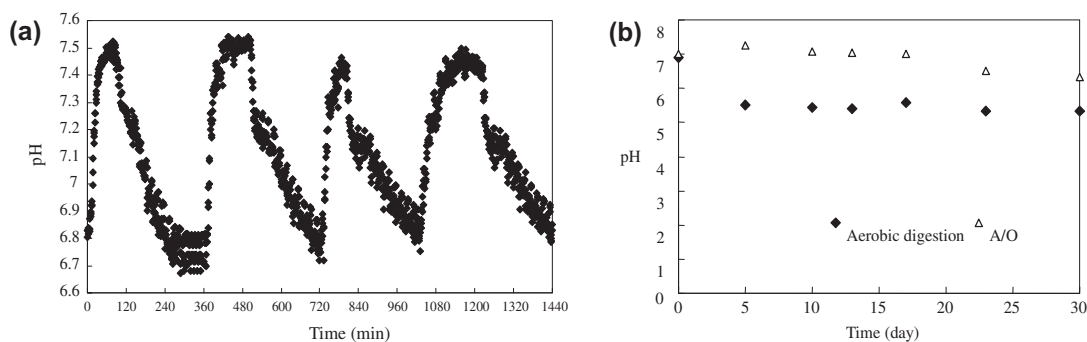 (a)
pH
7.6
7.5
7.4
7.3
7.2
7.1
7
6.9
6.8
6.7
6.6
0 120 240 360 480 600 720 840 960 1080 1200 1320 1440
Time (min)
(b)
pH
8
7
6
5
4
3
2
1
0
Aerobic digestion A/O
0 5 10 15 20 25 30
Time (day)